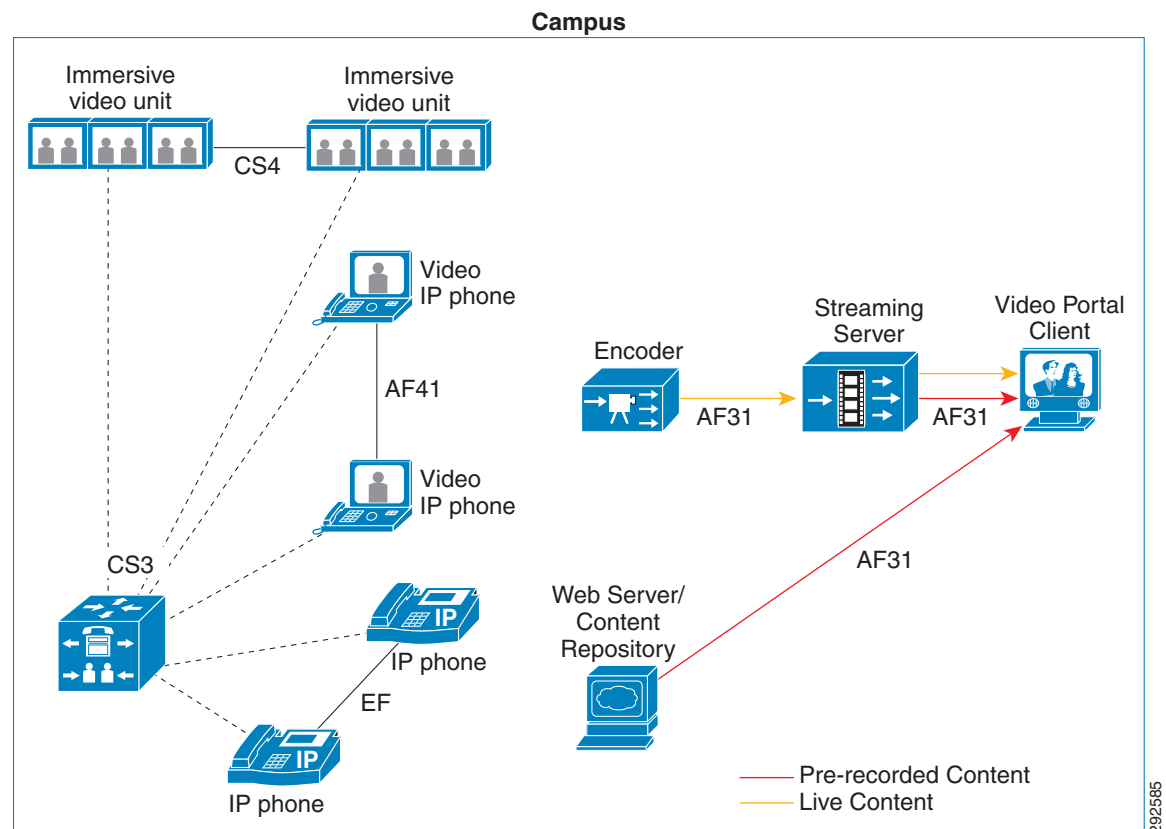 Campus
Immersive
video unit
Immersive
video unit
CS4
Video
IP phone
AF41
Video
IP phone
CS3
IP
IP phone
EF
IP
IP phone
Encoder
AF31
Streaming
Server
AF31
Video Portal
Client
AF31
Web Server/
Content
Repository
Pre-recorded Content
Live Content
292585